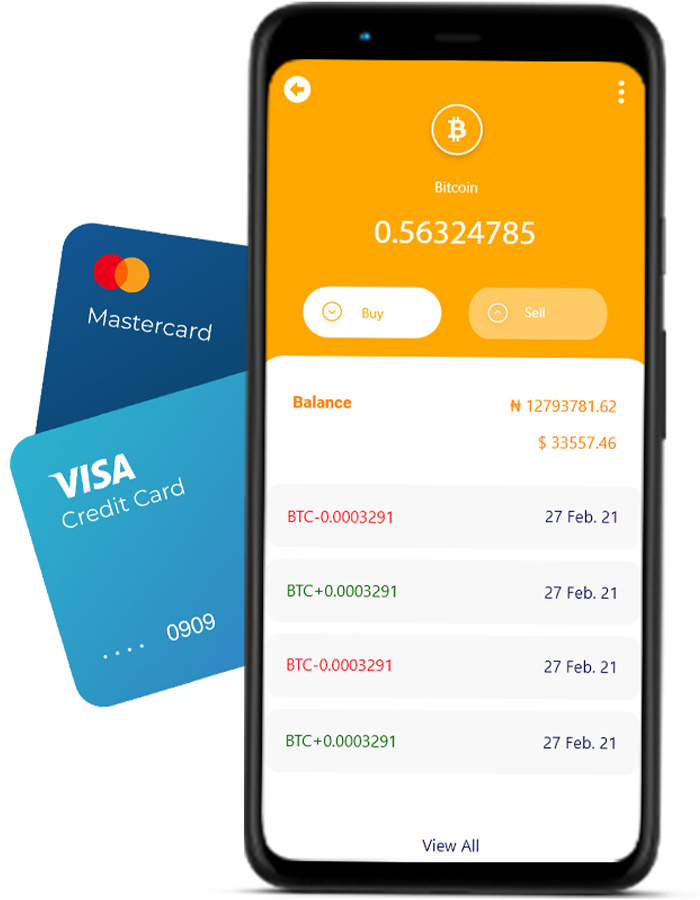 Bitcoin
0.56324785
Buy
Sell
Mastercard
Balance
₦ 12793781.62
$ 33557.46
VISA
Credit Card
BTC-0.0003291
27 Feb. 21
BTC+0.0003291
27 Feb. 21
0909
BTC-0.0003291
27 Feb. 21
BTC+0.0003291
27 Feb. 21
View All